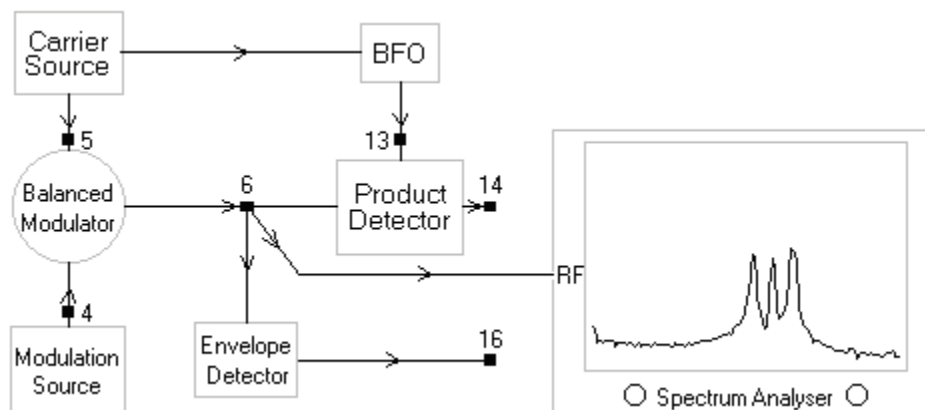 Carrier
Source
BFO
5
13
Balanced
Modulator
6
Product
Detector
14
RF
4
Modulation
Source
Envelope
Detector
16
Spectrum Analyser